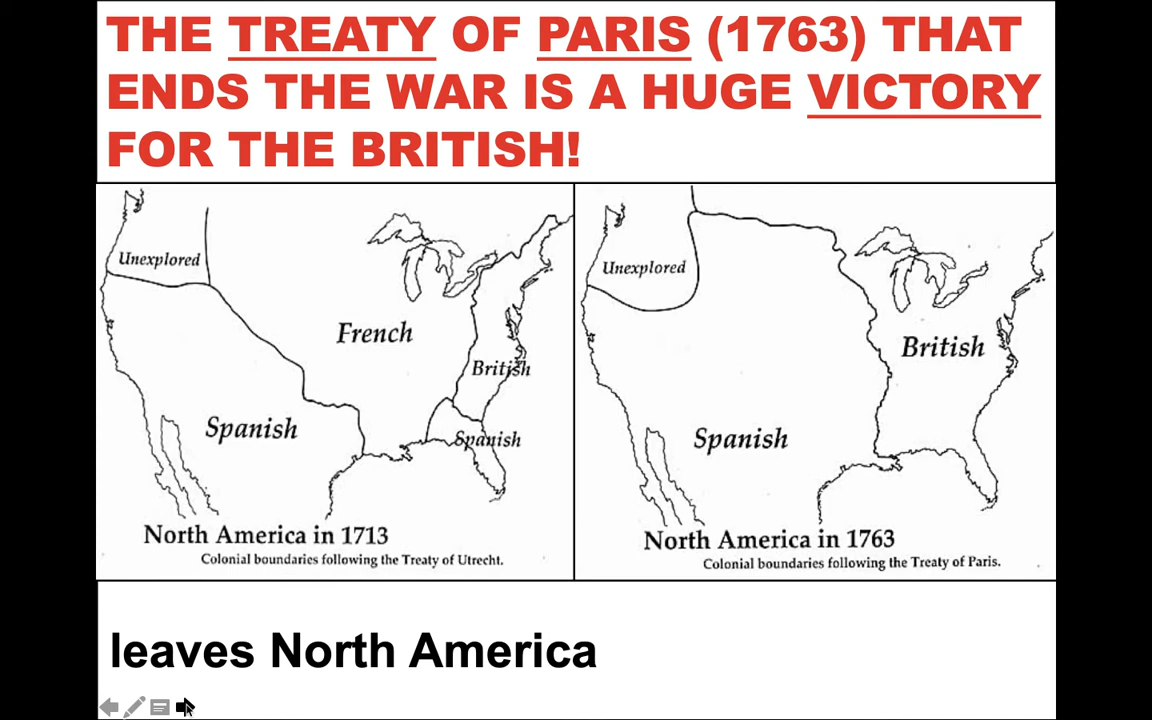 THE TREATY OF PARIS (1763) THAT
ENDS THE WAR IS A HUGE VICTORY
FOR THE BRITISH!
Unexplored
French
British
Spanish
Spanish
North America in 1713
Colonial boundaries following the Treaty of Utrecht.
Unexplored
British
Spanish
North America in 1763
Colonial boundaries following the Treaty of Paris.
leaves North America